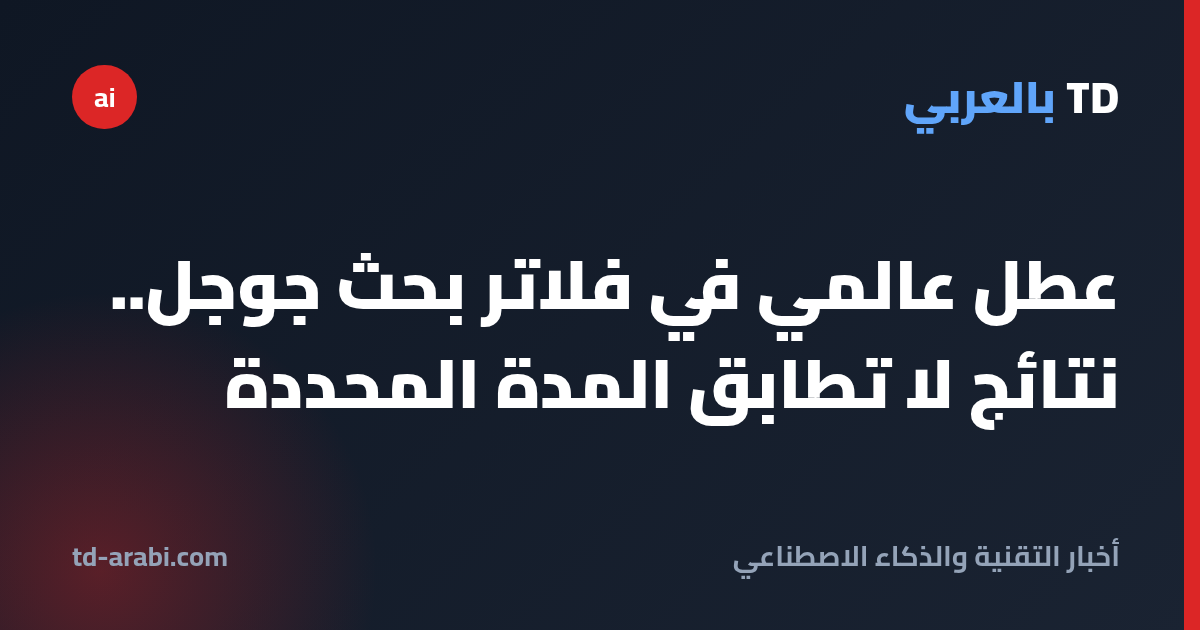 TD بالعربي
ai
عطل عالمي في فلاتر بحث جوجل..
نتائج لا تطابق المدة المحددة
أخبار التقنية والذكاء الاصطناعي
td-arabi.com